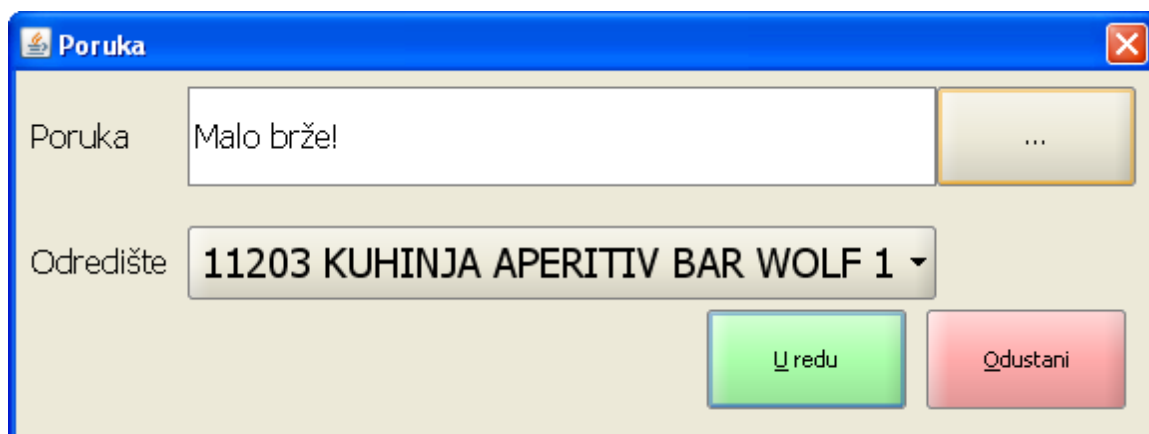 Poruka
Poruka Malo brže! ...
Odredište 11203 KUHINJA APERITIV BAR WOLF 1
U redu Odustani